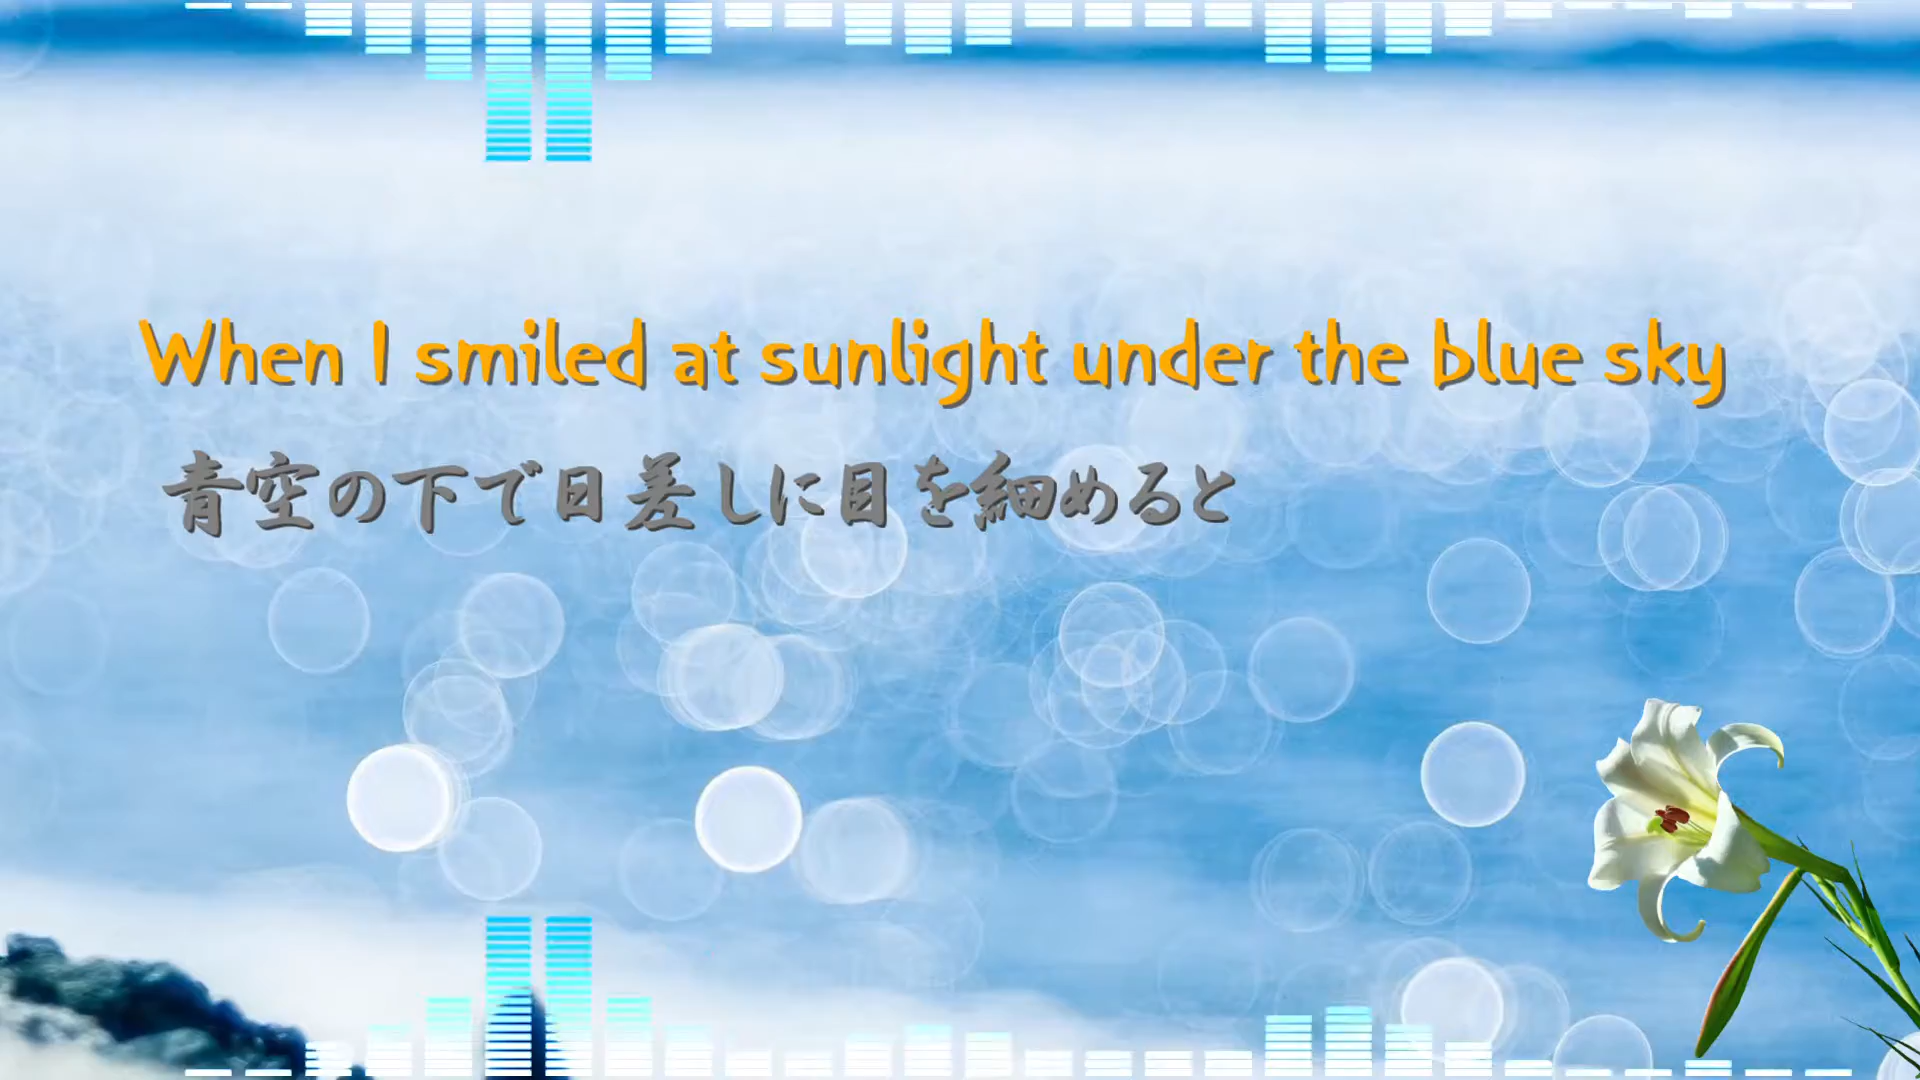 When I smiled at sunlight under the blue sky
青空の下で日差しに目を細めると